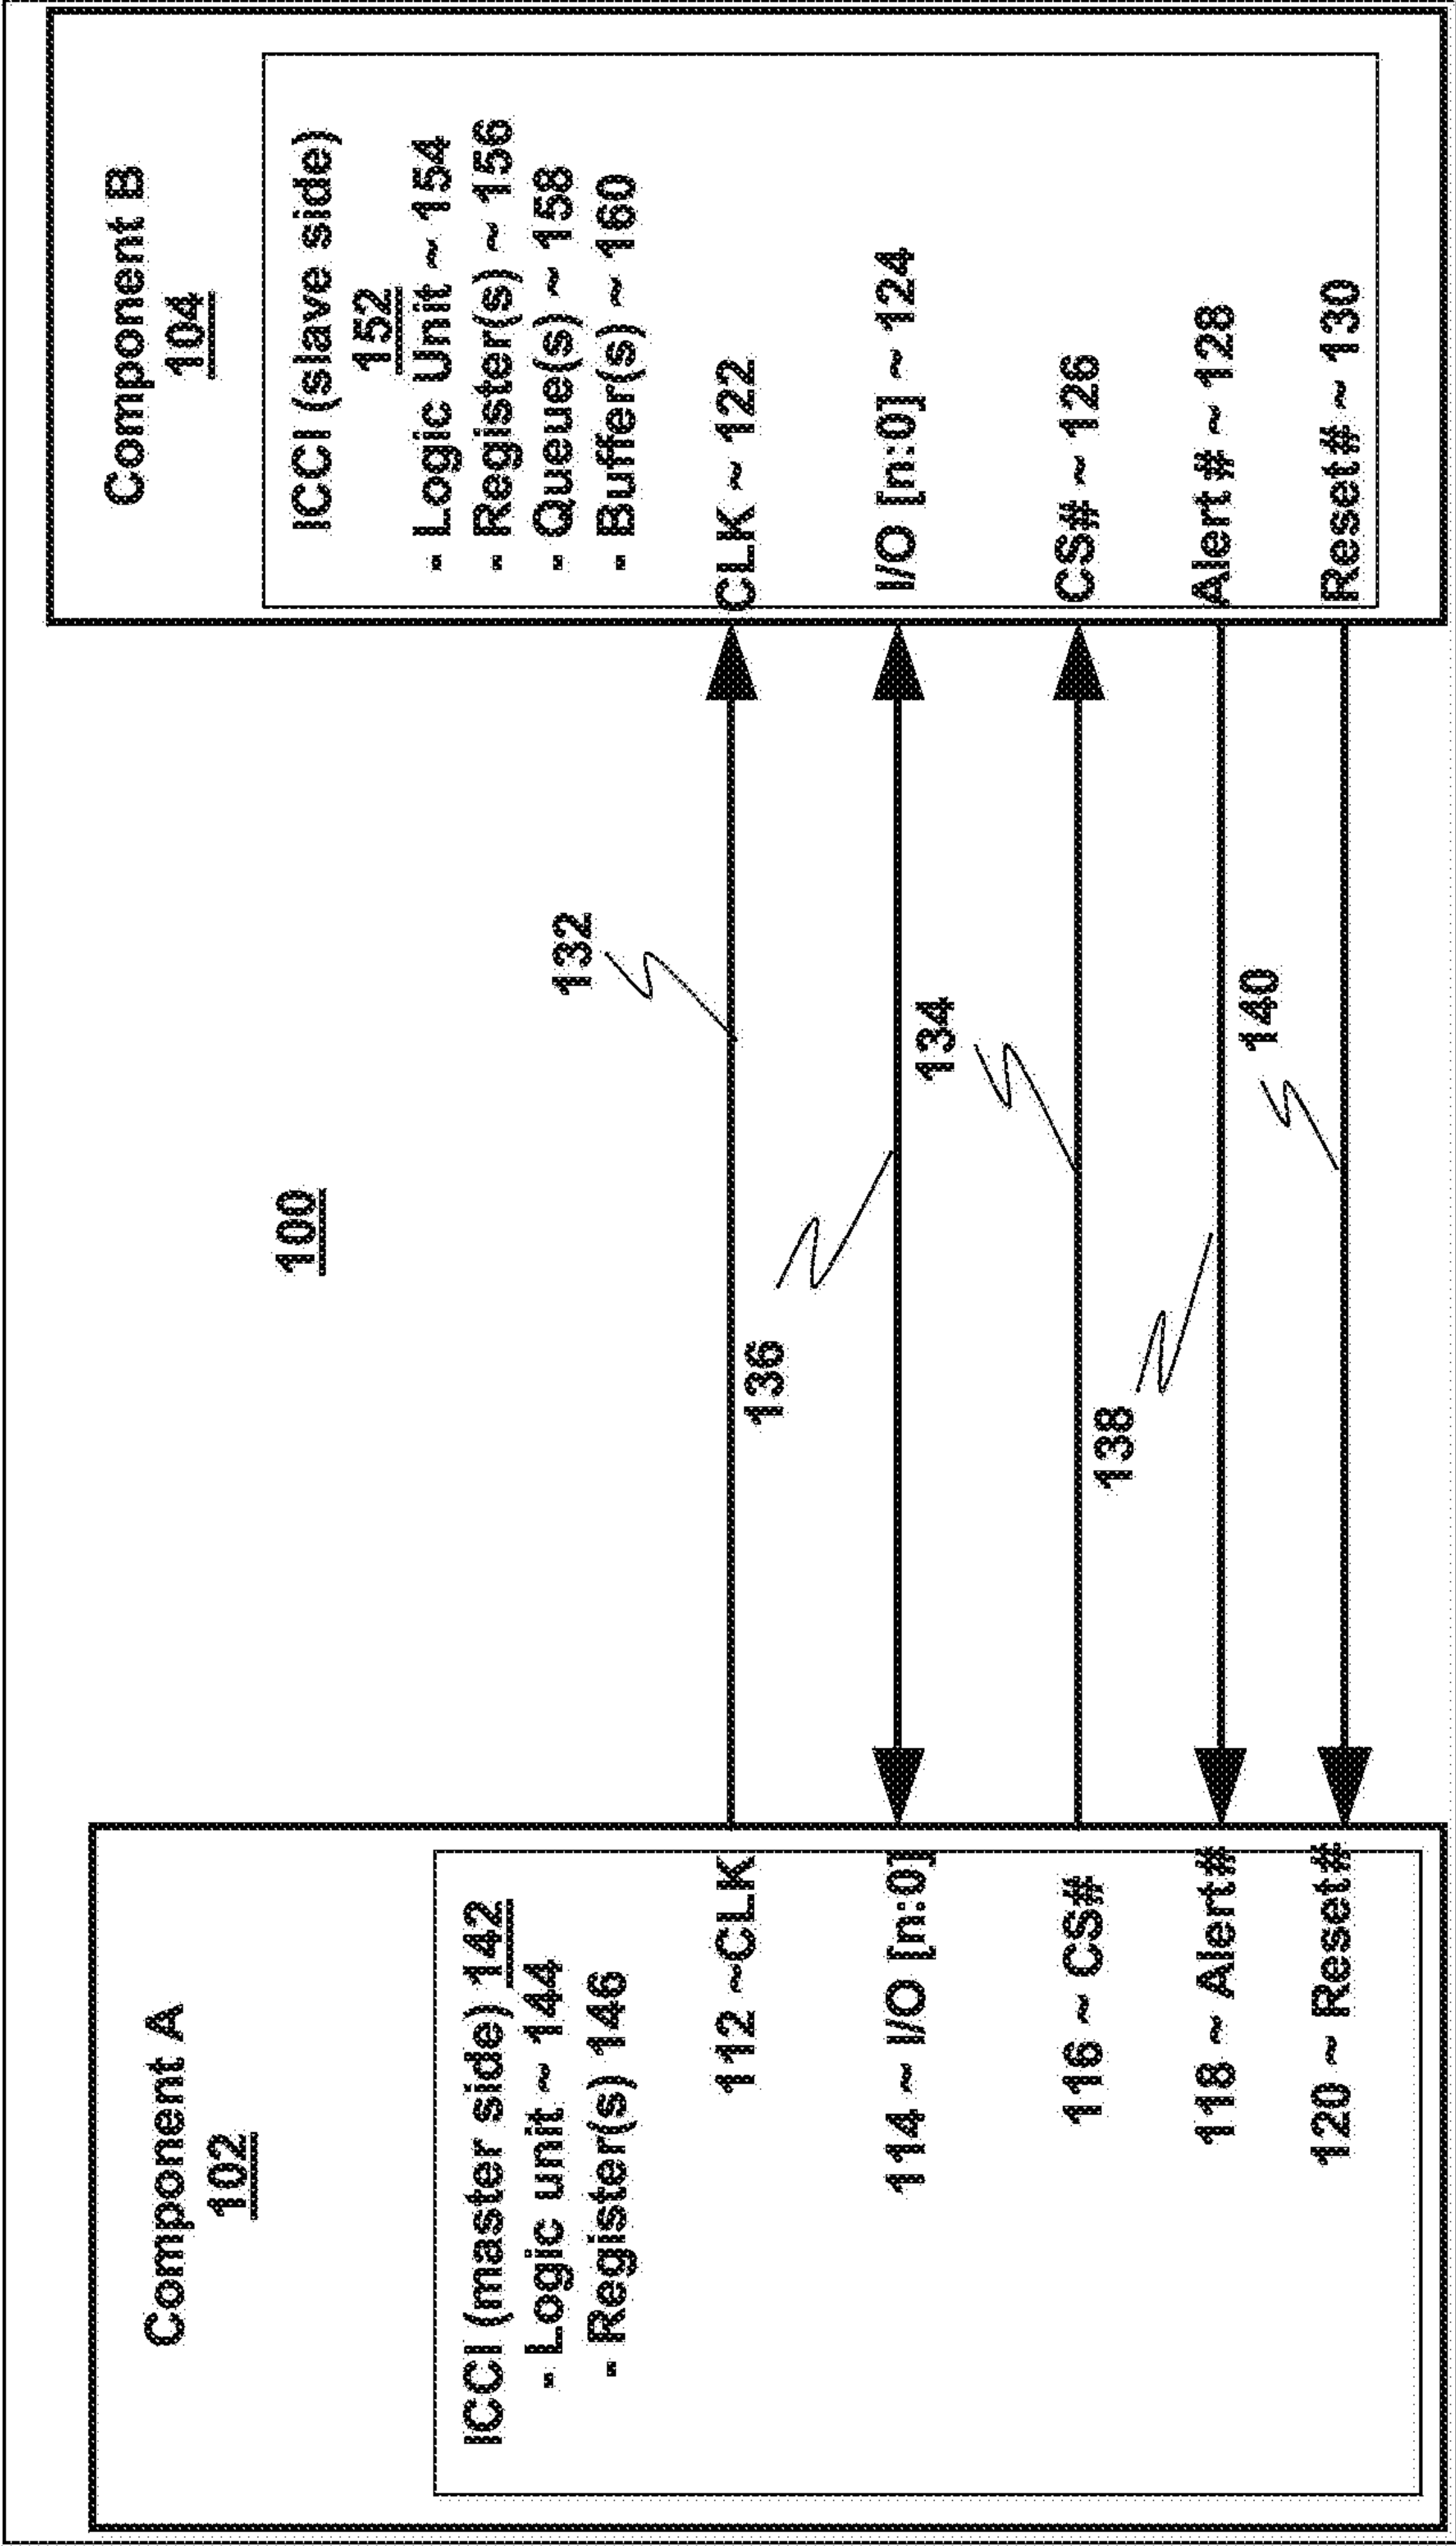 Component A
102
ICCI (master side) 142
- Logic unit ~ 144
- Register(s) 146
112 ~CLK
114 ~ I/O [n:0]
116 ~ CS#
118 ~ Alert#
120 ~ Reset#
100
132
136
134
138
140
Component B
104
ICCI (slave side)
152
- Logic Unit ~ 154
- Register(s) ~ 156
- Queue(s) ~ 158
- Buffer(s) ~ 160
CLK ~ 122
I/O [n:0] ~ 124
CS# ~ 126
Alert# ~ 128
Reset# ~ 130